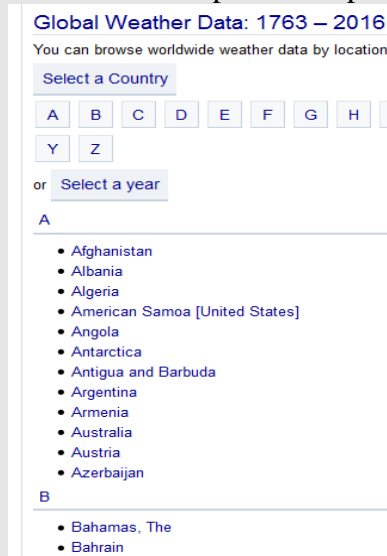 Global Weather Data: 1763 – 2016
You can browse worldwide weather data by location
Select a Country
A B C D E F G H
Y Z
or Select a year
A
• Afghanistan
• Albania
• Algeria
• American Samoa [United States]
• Angola
• Antarctica
• Antigua and Barbuda
• Argentina
• Armenia
• Australia
• Austria
• Azerbaijan
B
• Bahamas, The
• Bahrain